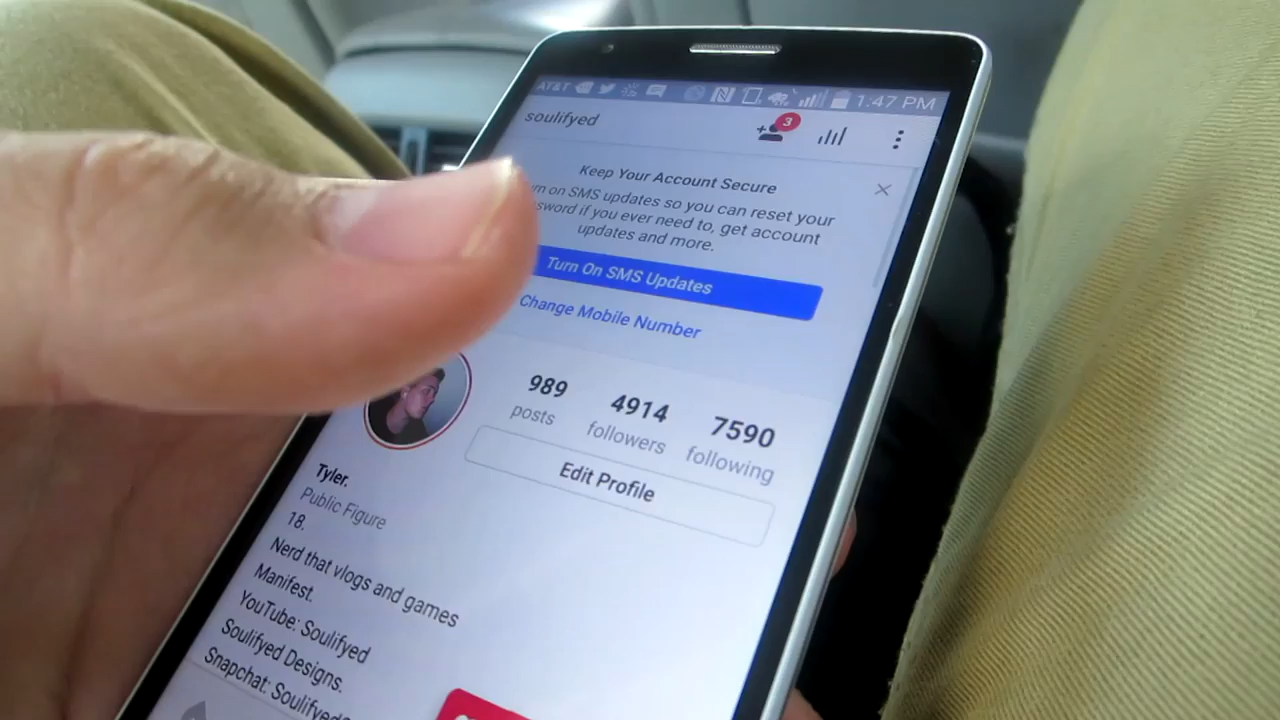 AT&T 1:47 PM
soulifyed
3
Keep Your Account Secure
on SMS updates so you can reset your
if you ever need to, get account
updates and more.
Turn On SMS Updates
Change Mobile Number
989 4914 7590
posts followers following
Edit Profile
Tyler.
Public Figure
18.
Nerd that vlogs and games
Manifest.
YouTube: Soulifyed
Soulifyed Designs.
Snapchat: